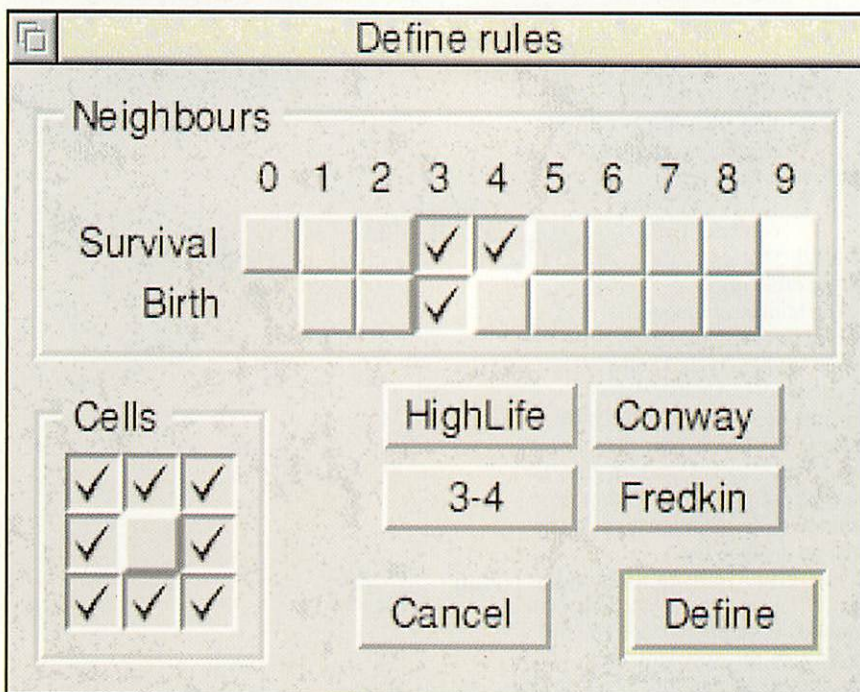 Define rules
Neighbours
0 1 2 3 4 5 6 7 8 9
Survival
Birth
Cells
HighLife Conway
3-4 Fredkin
Cancel Define